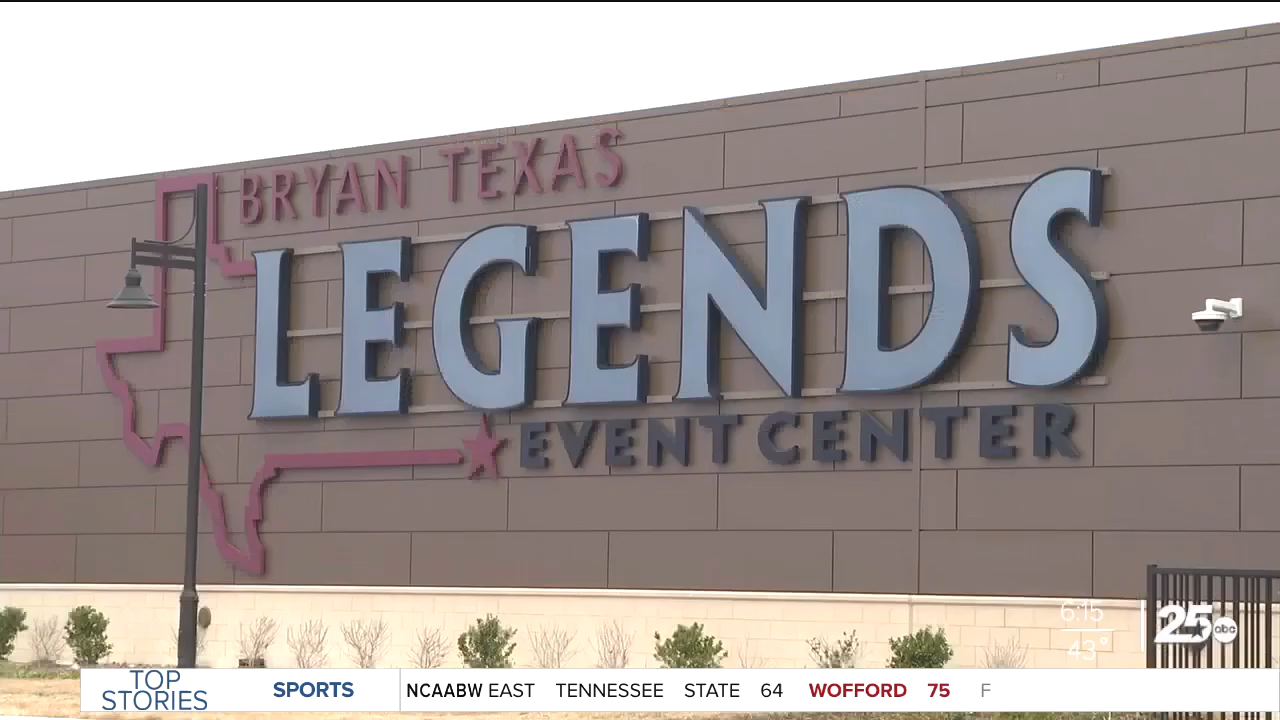 BRYAN TEXAS
LEGENDS
EVENT CENTER
6:15
43°
25 abc
TOP STORIES
SPORTS
NCAABW EAST TENNESSEE STATE 64 WOFFORD 75 F